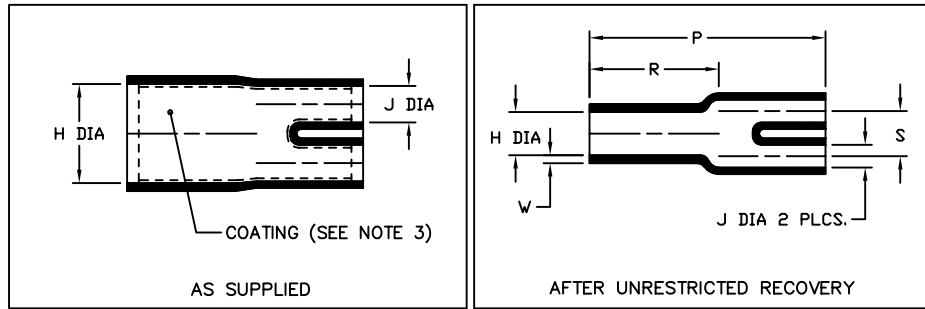 H DIA
J DIA
COATING (SEE NOTE 3)
AS SUPPLIED
P
R
H DIA
S
W
J DIA 2 PLCS.
AFTER UNRESTRICTED RECOVERY